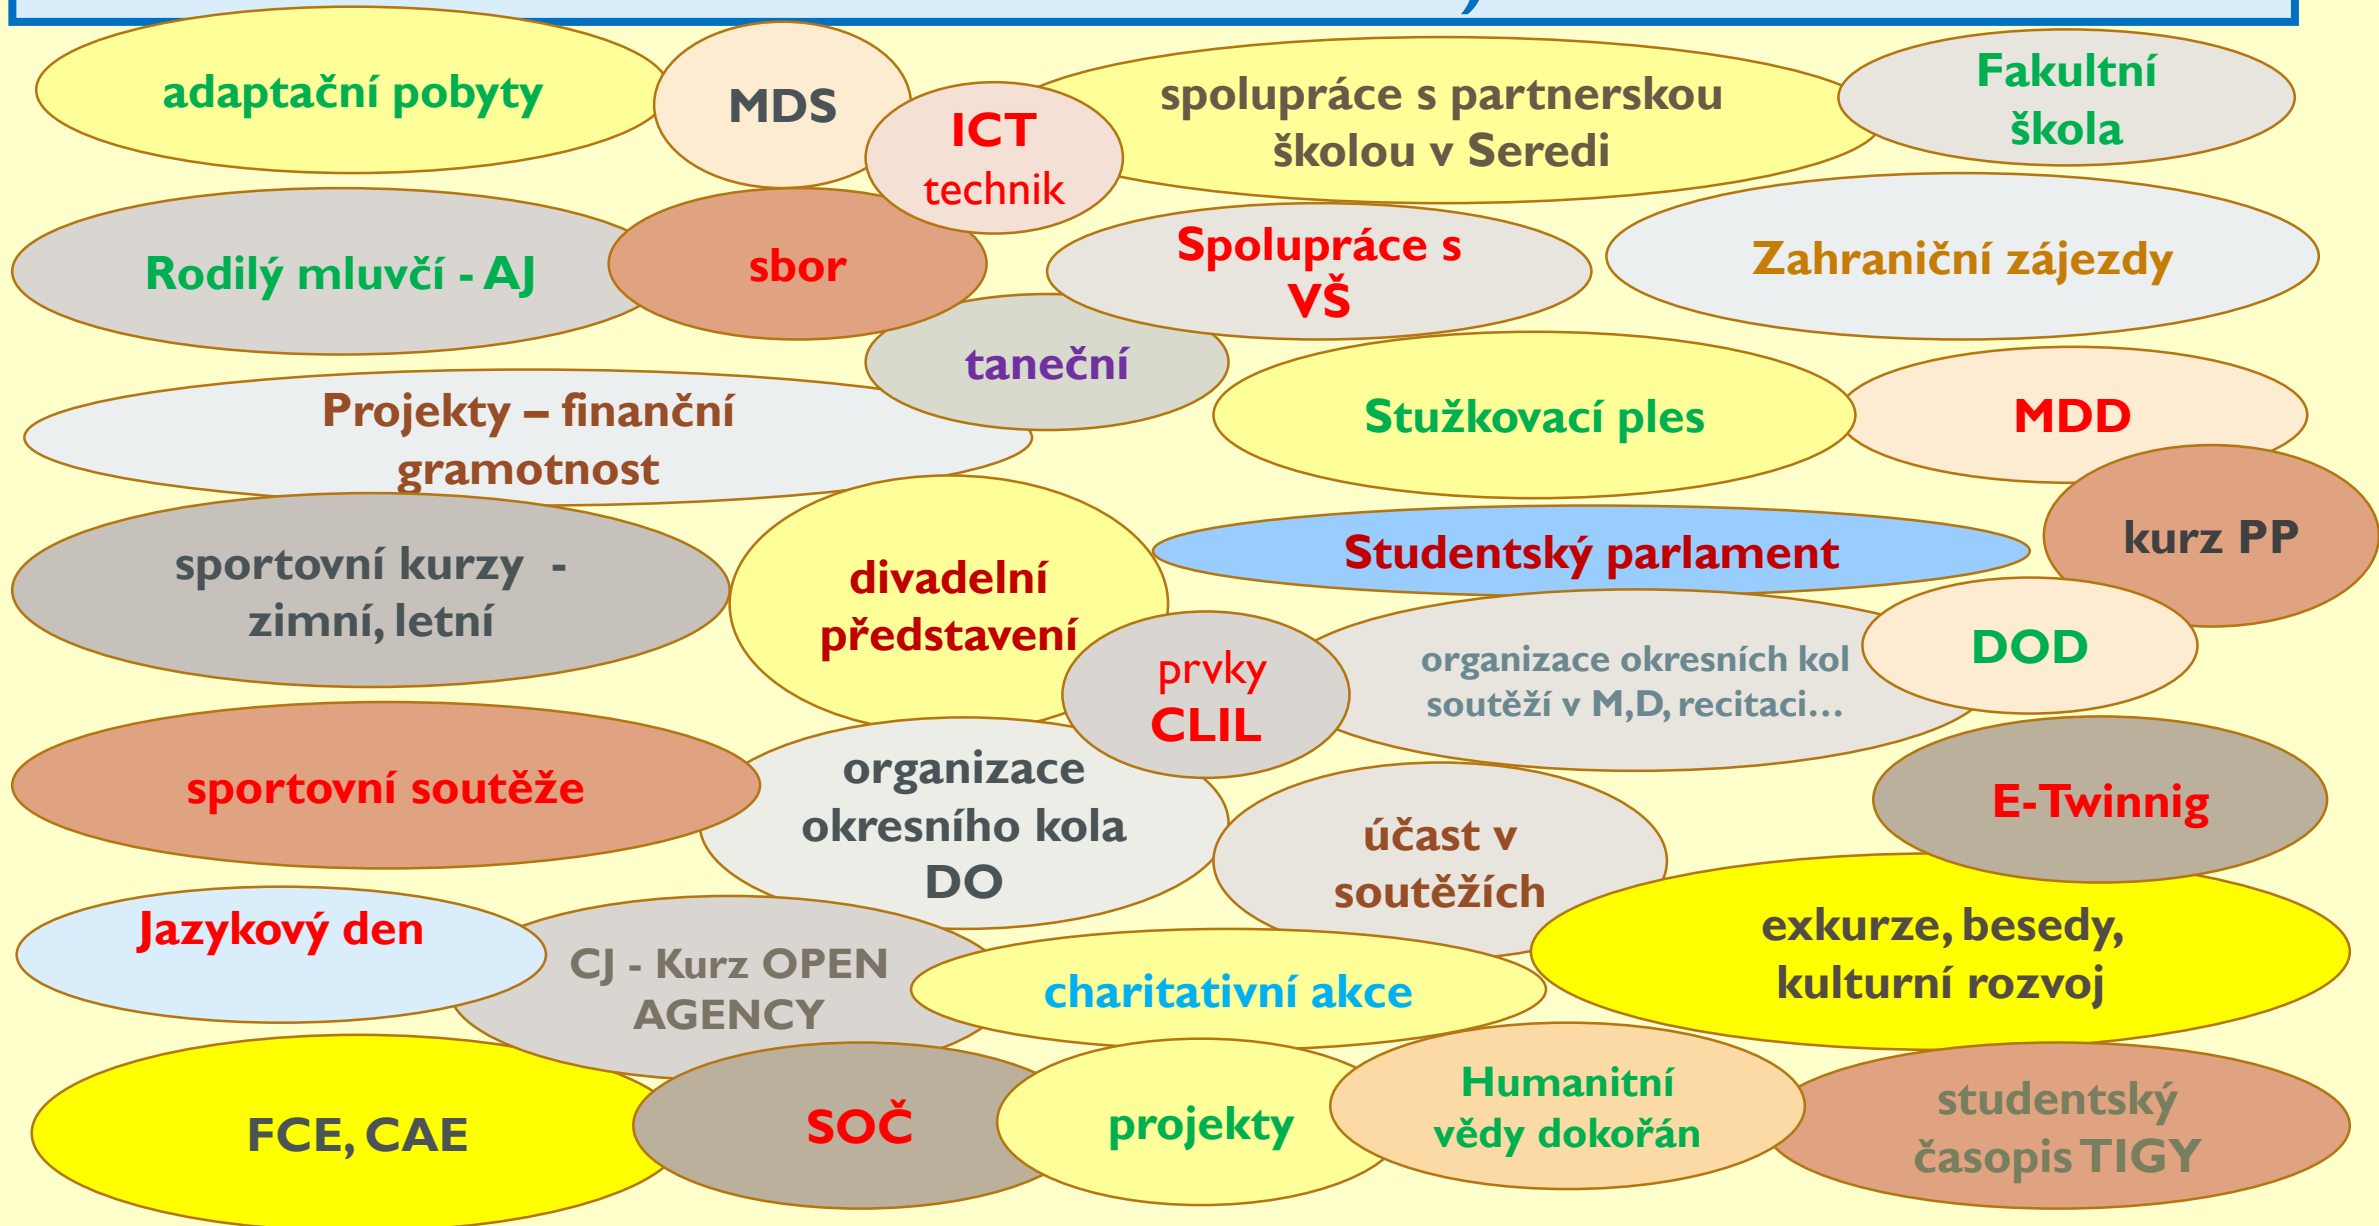 adaptační pobyty
MDS
ICT
technik
spolupráce s partnerskou
školou v Seredi
Fakultní
škola
Rodilý mluvčí - AJ
sbor
Spolupráce s
VŠ
Zahraniční zájezdy
taneční
Projekty – finanční
gramotnost
Stužkovací ples
MDD
kurz PP
sportovní kurzy -
zimní, letní
divadelní
představení
Studentský parlament
prvky
CLIL
organizace okresních kol
soutěží v M,D, recitaci...
DOD
sportovní soutěže
organizace
okresního kola
DO
účast v
soutěžích
E-Twinnig
Jazykový den
CJ - Kurz OPEN
AGENCY
charitativní akce
exkurze, besedy,
kulturní rozvoj
FCE, CAE
SOČ
projekty
Humanitní
vědy dokořán
studentský
časopis TIGY